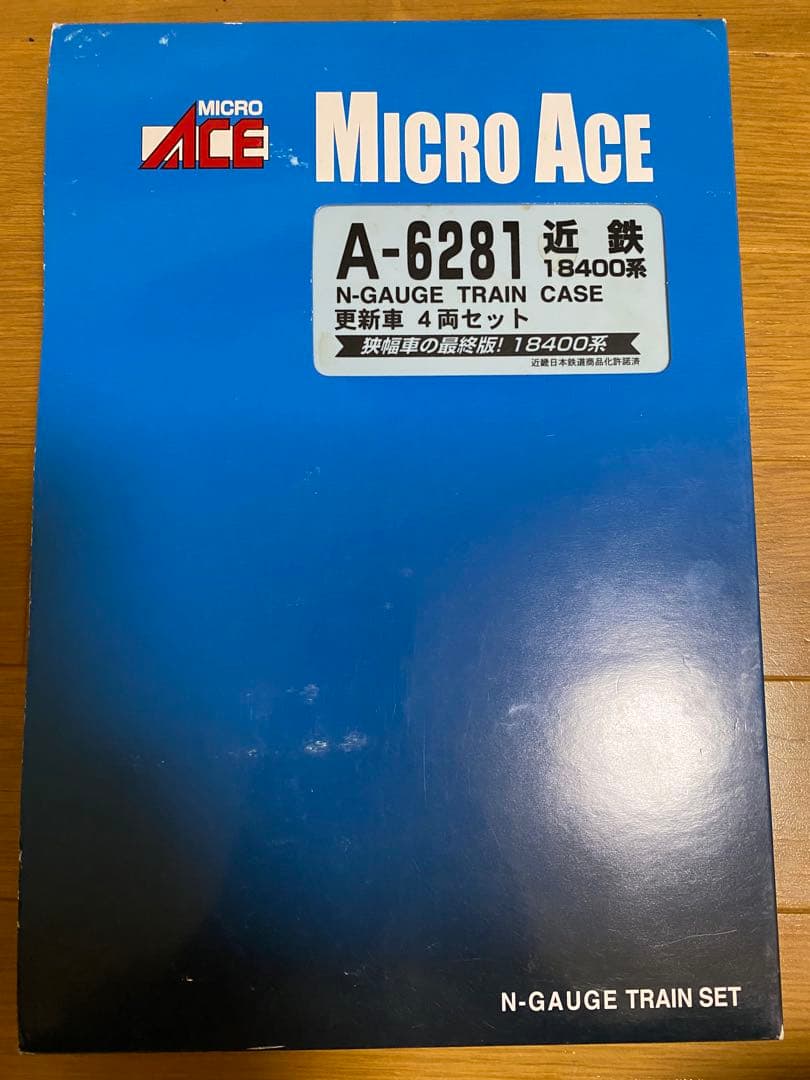 MICRO
ACE
MICRO ACE
A-6281 近鉄
18400系
N-GAUGE TRAIN CASE
更新車 4両セット
狭幅車の最終版! 18400系
近畿日本鉄道商品化許諾済
N-GAUGE TRAIN SET